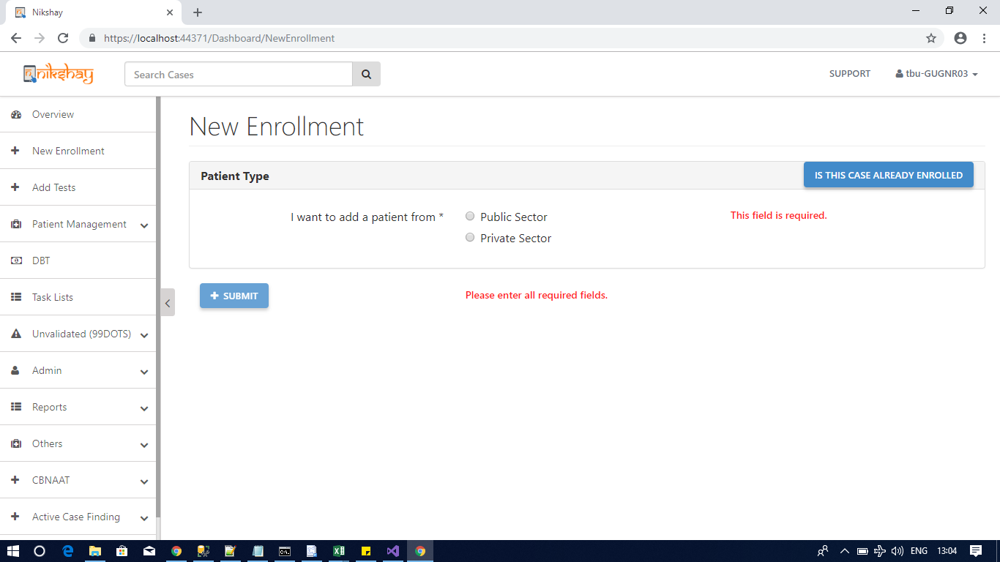 Nikshay
https://localhost:44371/Dashboard/NewEnrollment
nikshay
Search Cases
SUPPORT
tbu-GUGNR03
Overview
New Enrollment
Add Tests
Patient Management
DBT
Task Lists
Unvalidated (99DOTS)
Admin
Reports
Others
CBNAAT
Active Case Finding
New Enrollment
Patient Type
IS THIS CASE ALREADY ENROLLED
I want to add a patient from *
Public Sector
This field is required.
Private Sector
SUBMIT
Please enter all required fields.
ENG
13:04